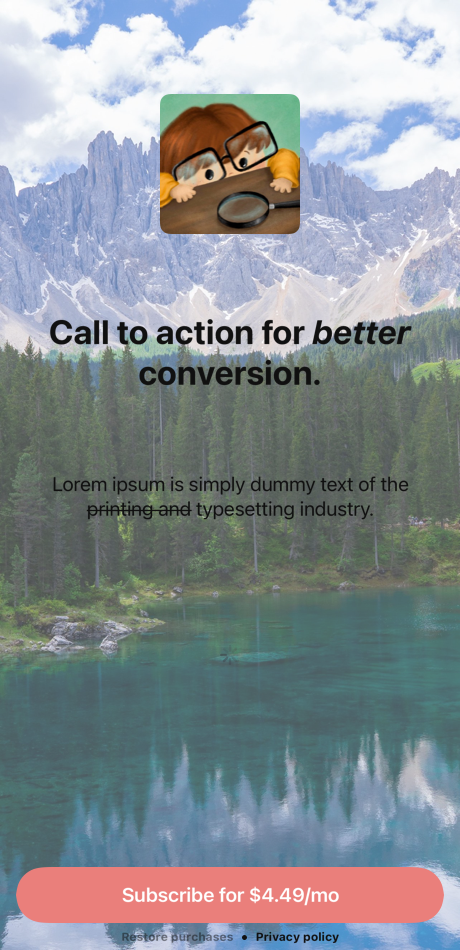 Call to action for better
conversion.
Lorem ipsum is simply dummy text of the
printing and typesetting industry.
Subscribe for $4.49/mo
Restore purchases • Privacy policy